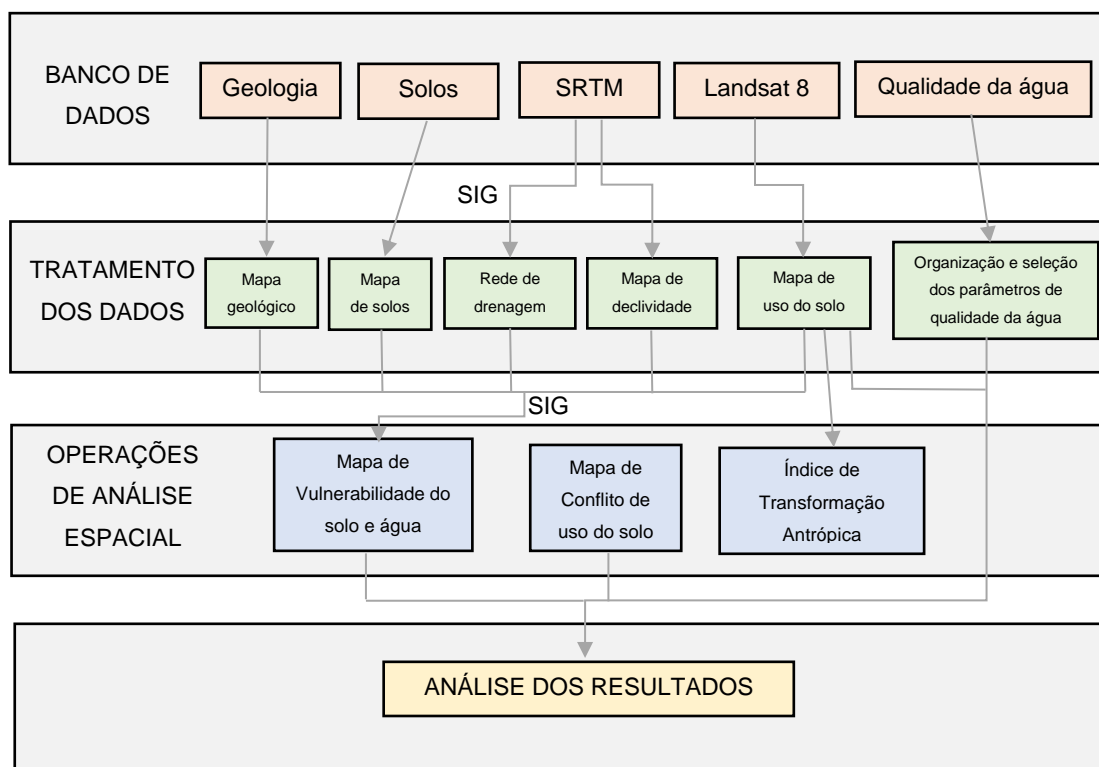 BANCO DE
DADOS
Geologia
Solos
SRTM
Landsat 8
Qualidade da água
SIG
TRATAMENTO
DOS DADOS
Mapa
geológico
Mapa
de solos
Rede de
drenagem
Mapa de
declividade
Mapa de
uso do solo
Organização e seleção
dos parâmetros de
qualidade da água
SIG
OPERAÇÕES
DE ANÁLISE
ESPACIAL
Mapa de
Vulnerabilidade do
solo e água
Mapa de
Conflito de
uso do solo
Índice de
Transformação
Antrópica
ANÁLISE DOS RESULTADOS